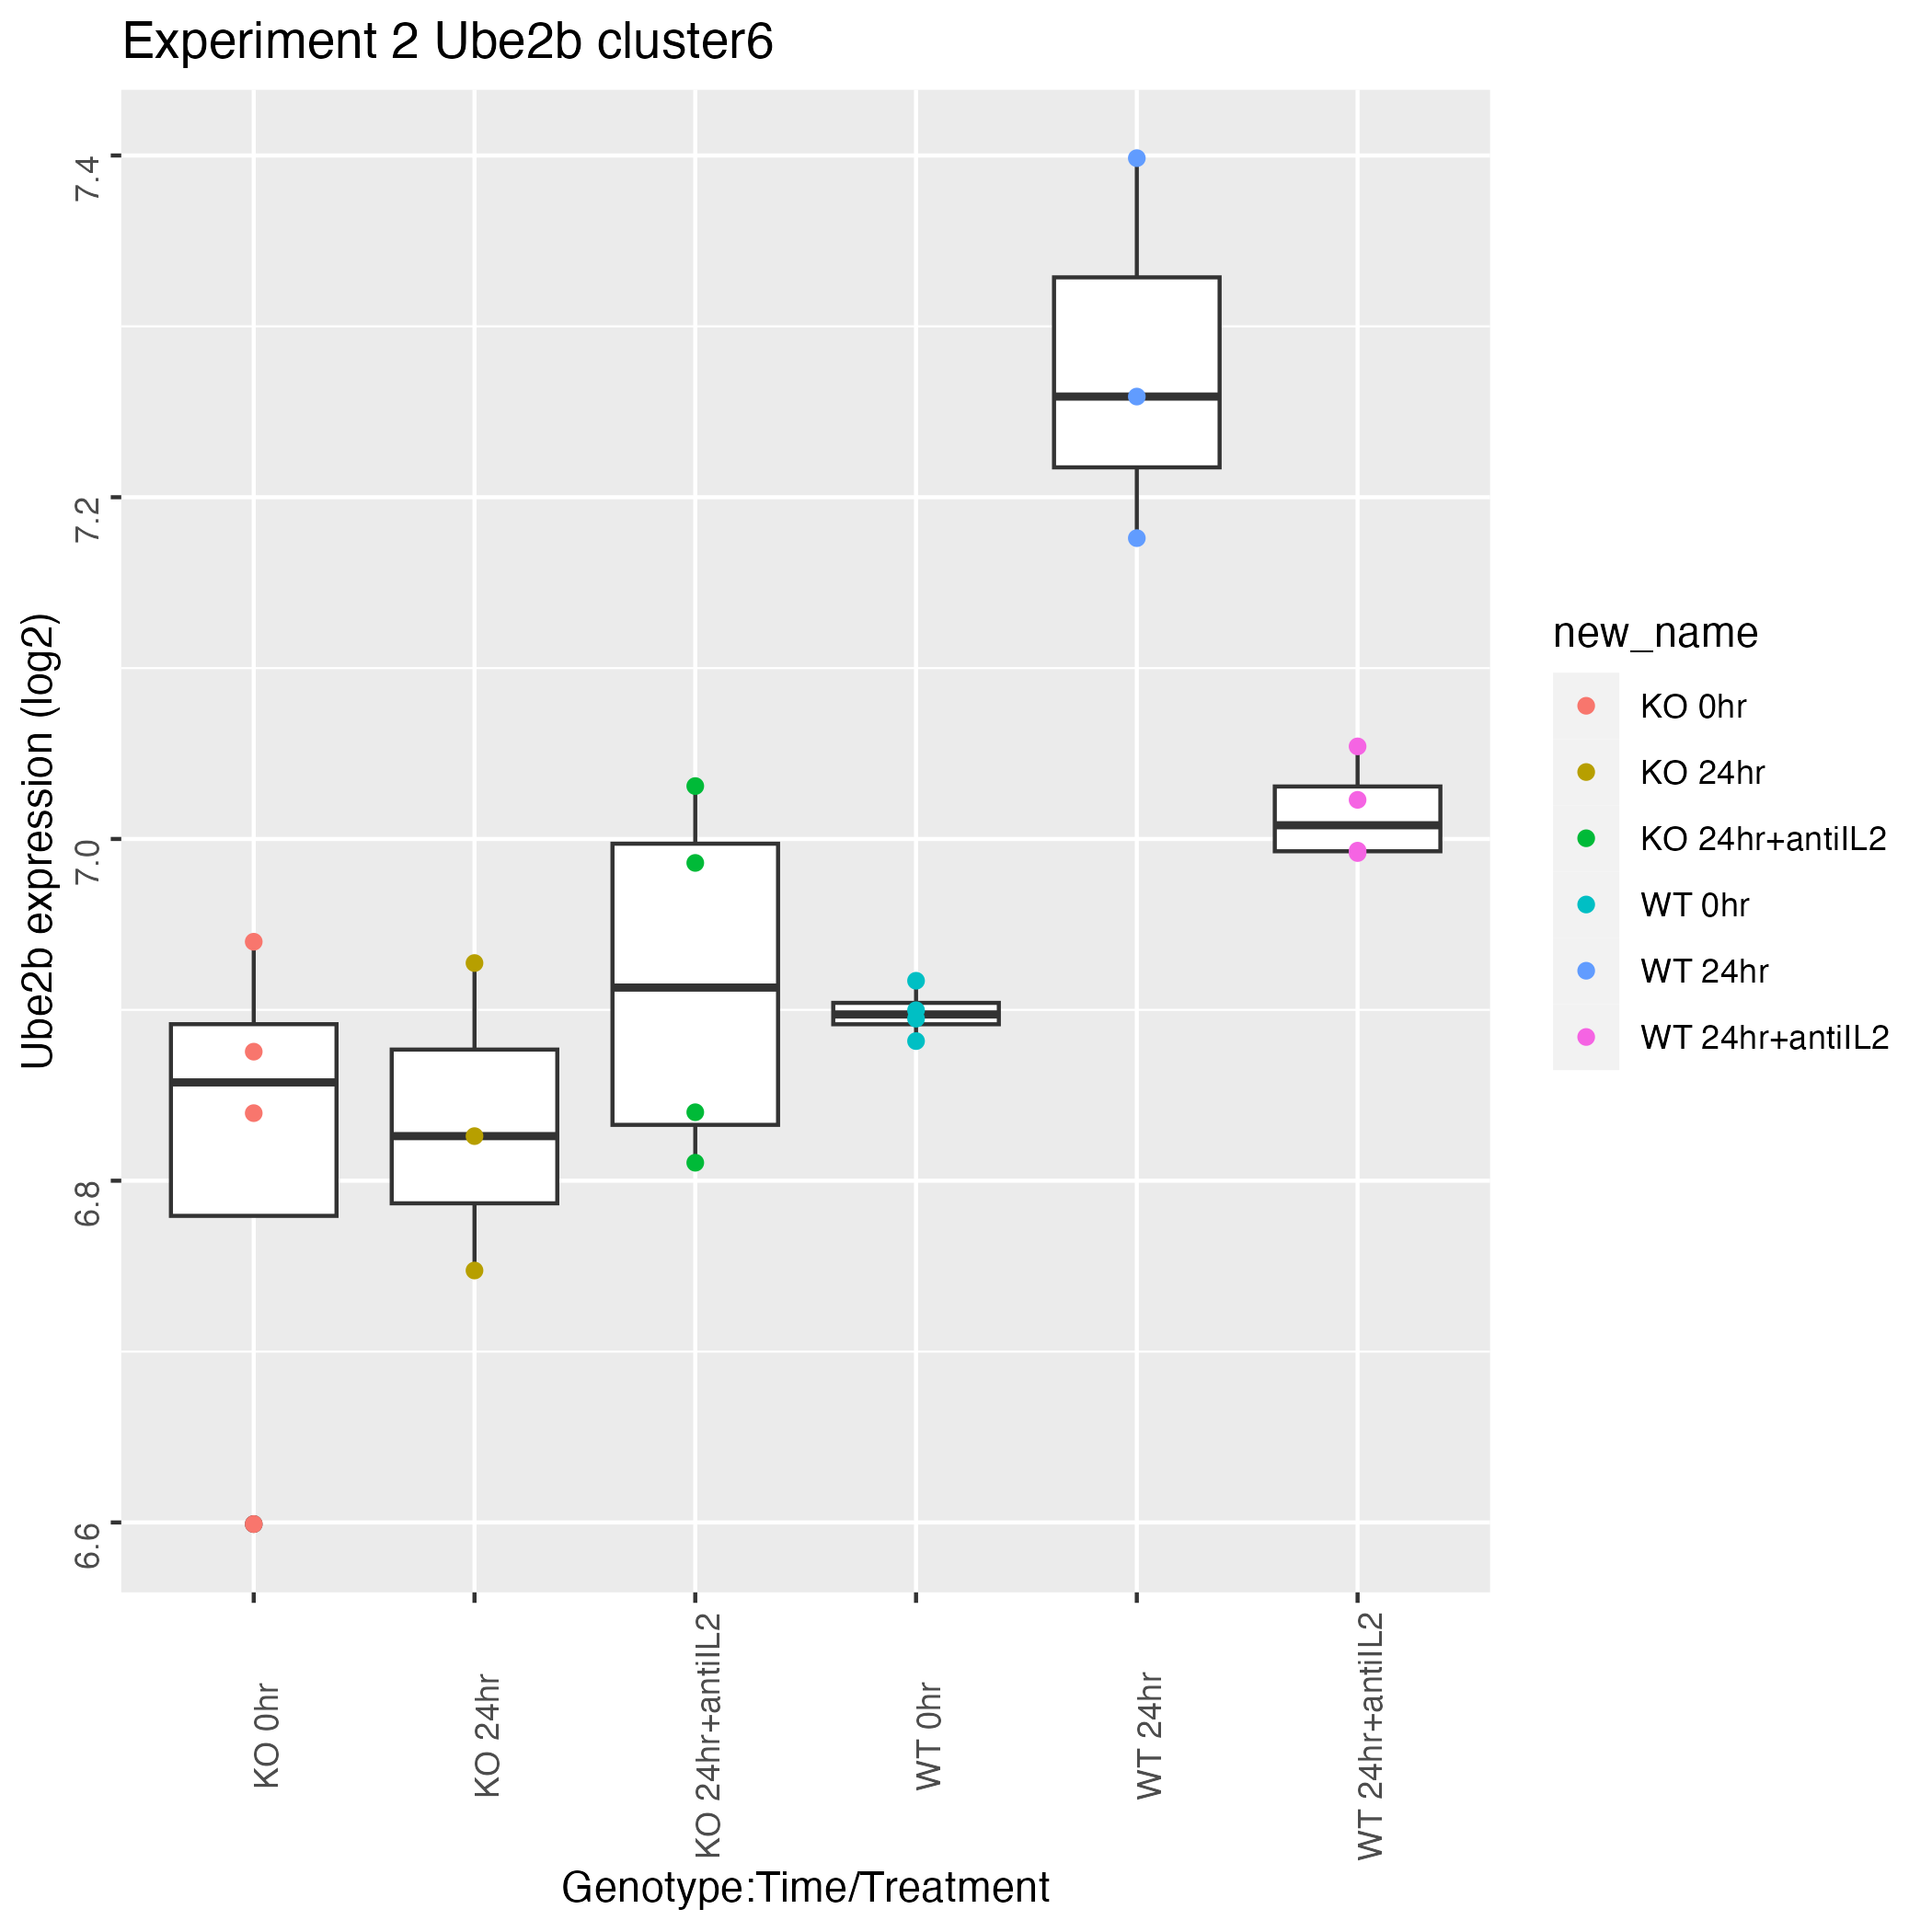 Experiment 2 Ube2b cluster6
Ube2b expression (log2)
7.4
7.2
7.0
6.8
6.6
KO 0hr
KO 24hr
KO 24hr+antiIL2
WT 0hr
WT 24hr
WT 24hr+antiIL2
Genotype:Time/Treatment
new_name
KO 0hr
KO 24hr
KO 24hr+antiIL2
WT 0hr
WT 24hr
WT 24hr+antiIL2